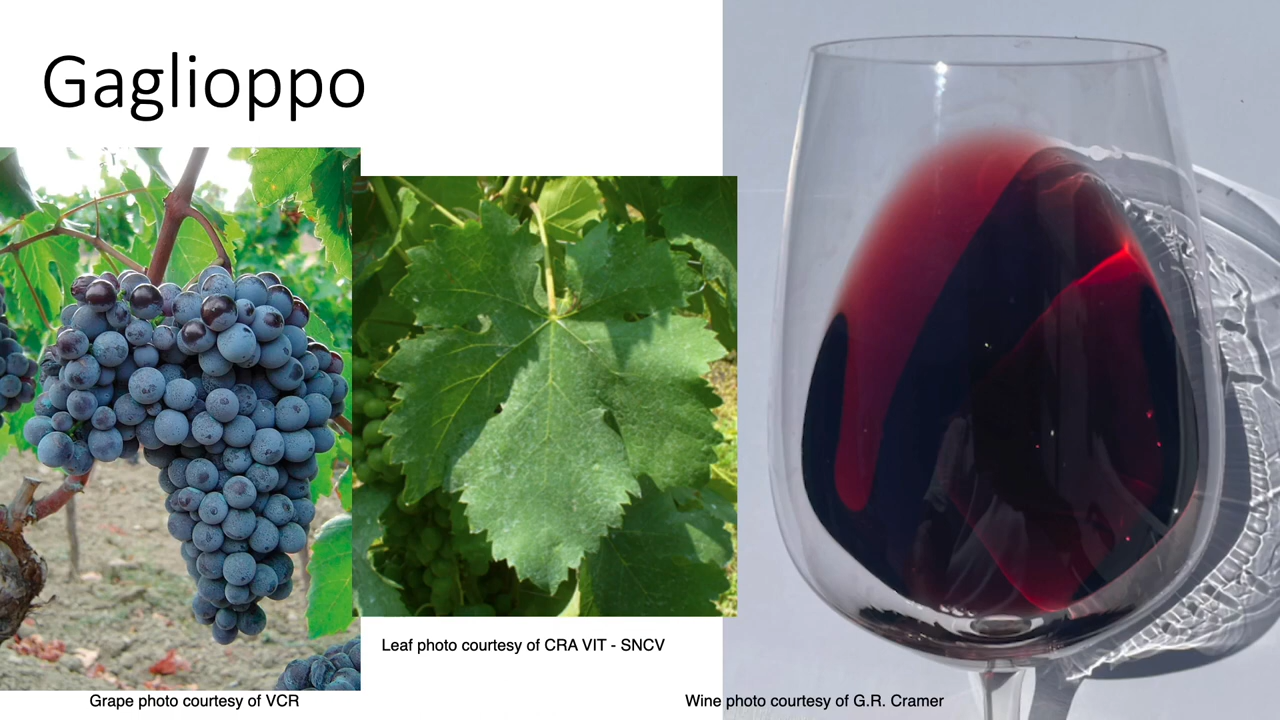 Gaglioppo
Leaf photo courtesy of CRA VIT - SNCV
Grape photo courtesy of VCR
Wine photo courtesy of G.R. Cramer